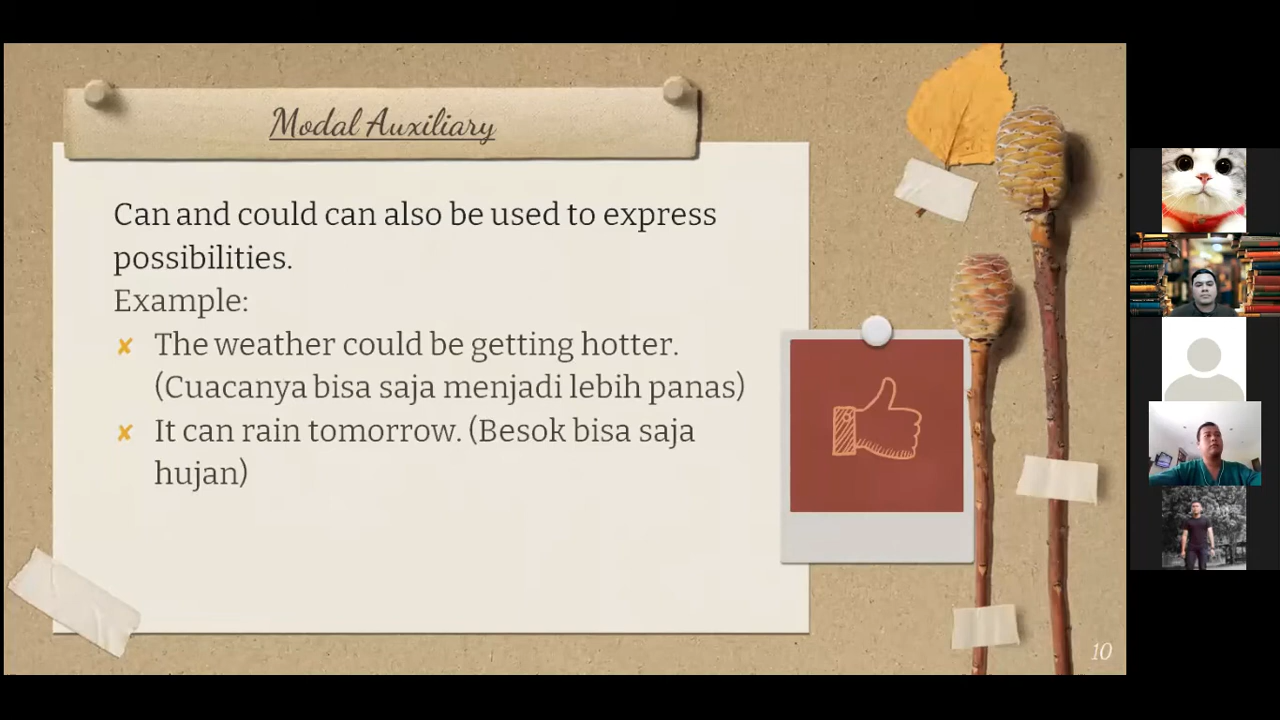 Modal Auxiliary
Can and could can also be used to express
possibilities.
Example:
✘ The weather could be getting hotter.
(Cuacanya bisa saja menjadi lebih panas)
✘ It can rain tomorrow. (Besok bisa saja
hujan)
10